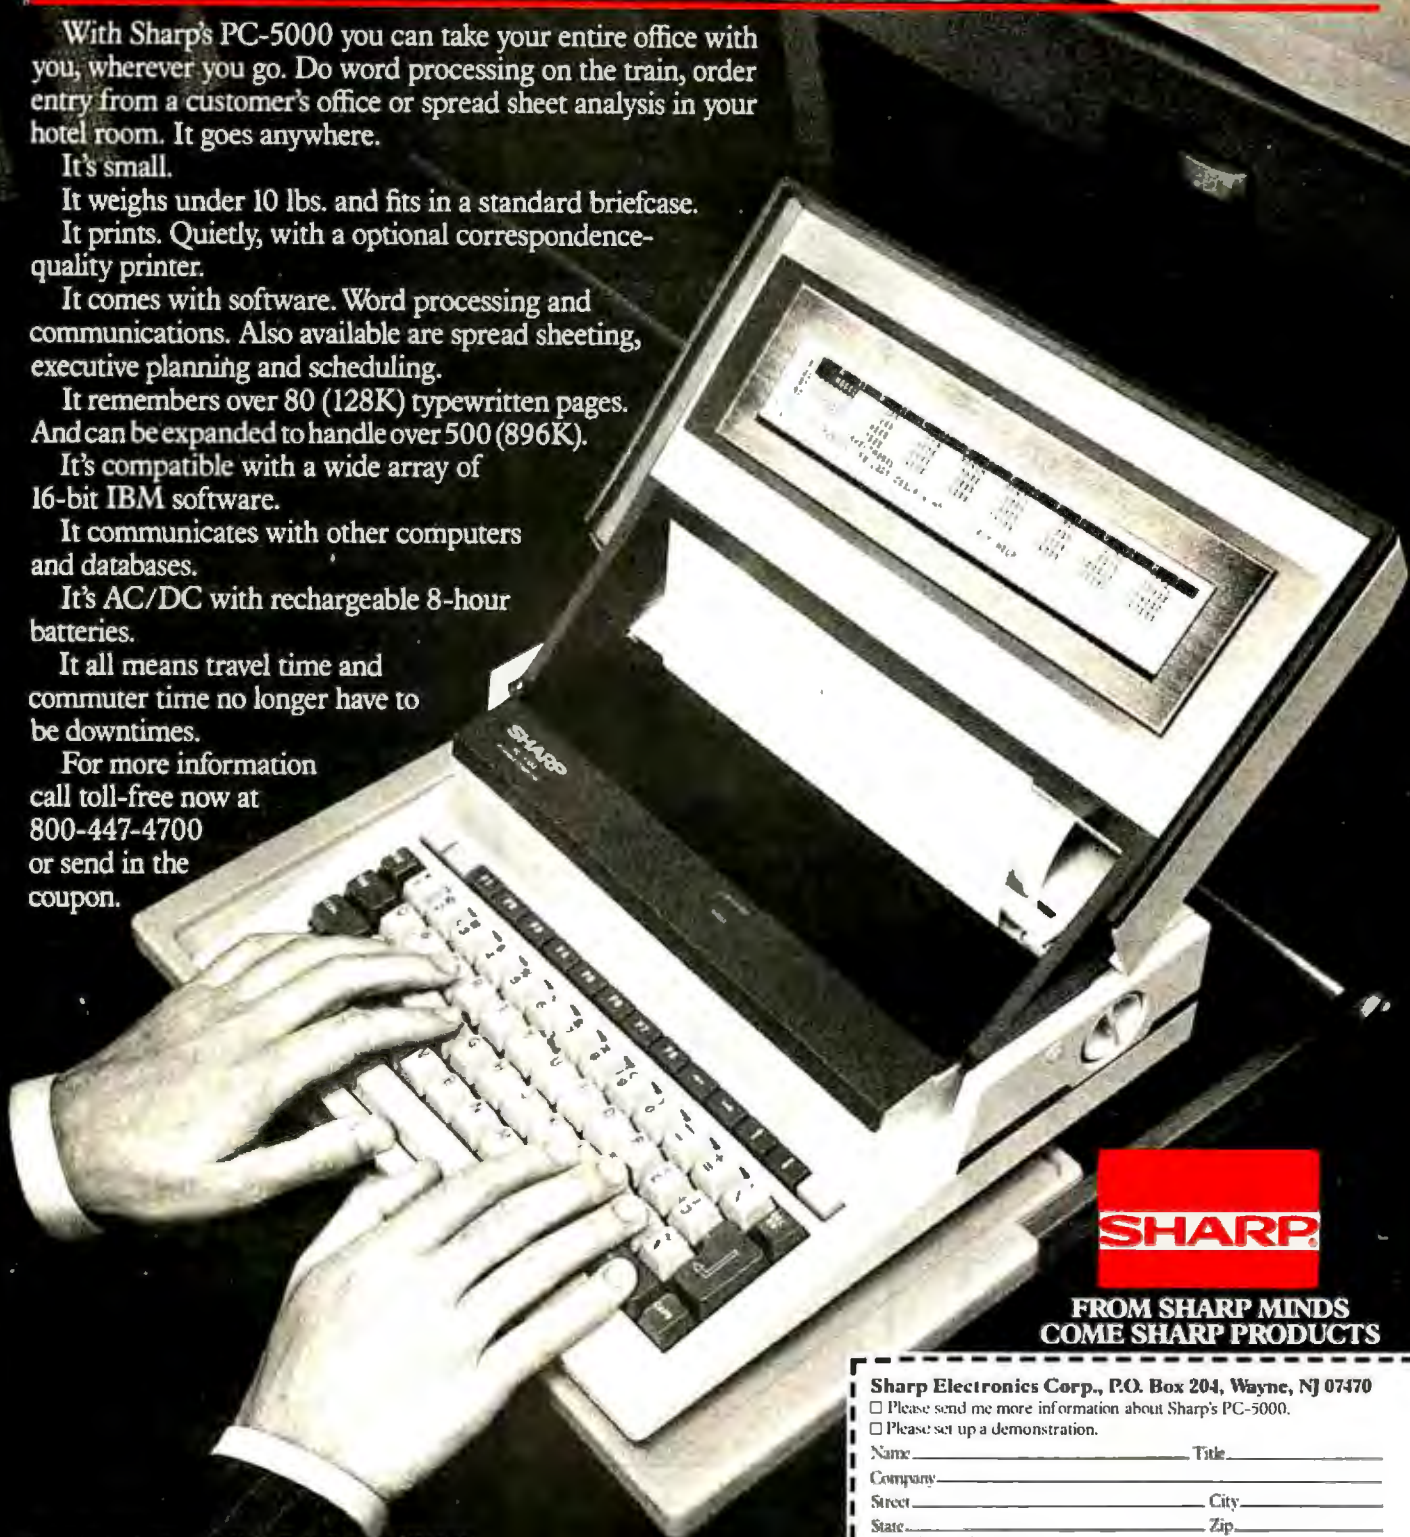 With Sharp's PC-5000 you can take your entire office with
you, wherever you go. Do word processing on the train, order
entry from a customer's office or spread sheet analysis in your
hotel room. It goes anywhere.
It's small.
It weighs under 10 lbs. and fits in a standard briefcase.
It prints. Quietly, with a optional correspondence-
quality printer.
It comes with software. Word processing and
communications. Also available are spread sheeting,
executive planning and scheduling.
It remembers over 80 (128K) typewritten pages.
And can be expanded to handle over 500 (896K).
It's compatible with a wide array of
16-bit IBM software.
It communicates with other computers
and databases.
It's AC/DC with rechargeable 8-hour
batteries.
It all means travel time and
commuter time no longer have to
be downtimes.
For more information
call toll-free now at
800-447-4700
or send in the
coupon.
SHARP
SHARP
FROM SHARP MINDS
COME SHARP PRODUCTS
Sharp Electronics Corp., P.O. Box 204, Wayne, NJ 07470
☐ Please send me more information about Sharp's PC-5000.
☐ Please set up a demonstration.
Name Title
Company
Street City
State Zip